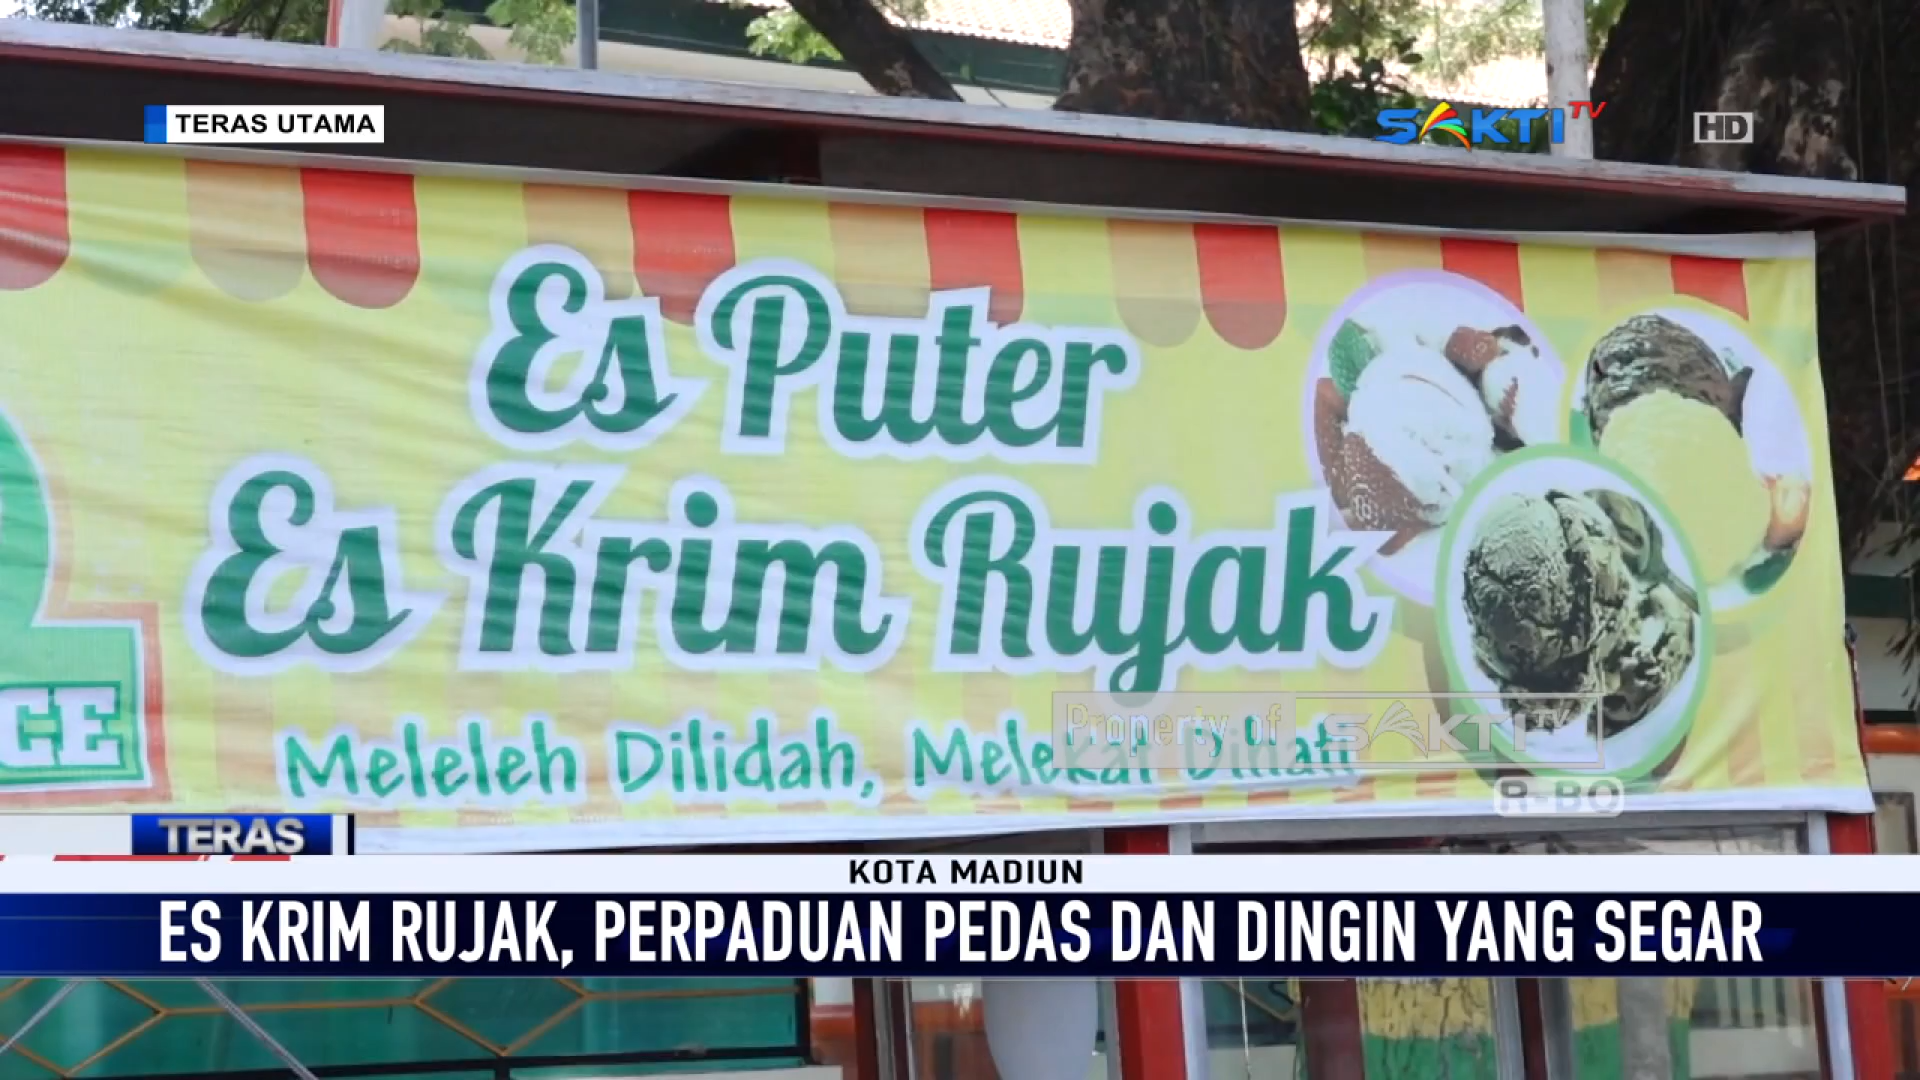 TERAS UTAMA
SAKTI TV
HD
Es Puter
Es Krim Rujak
Meleleh Dilidah, Melekat Dihati
CE
Property of SAKTI TV
R-BO
TERAS
KOTA MADIUN
ES KRIM RUJAK, PERPADUAN PEDAS DAN DINGIN YANG SEGAR